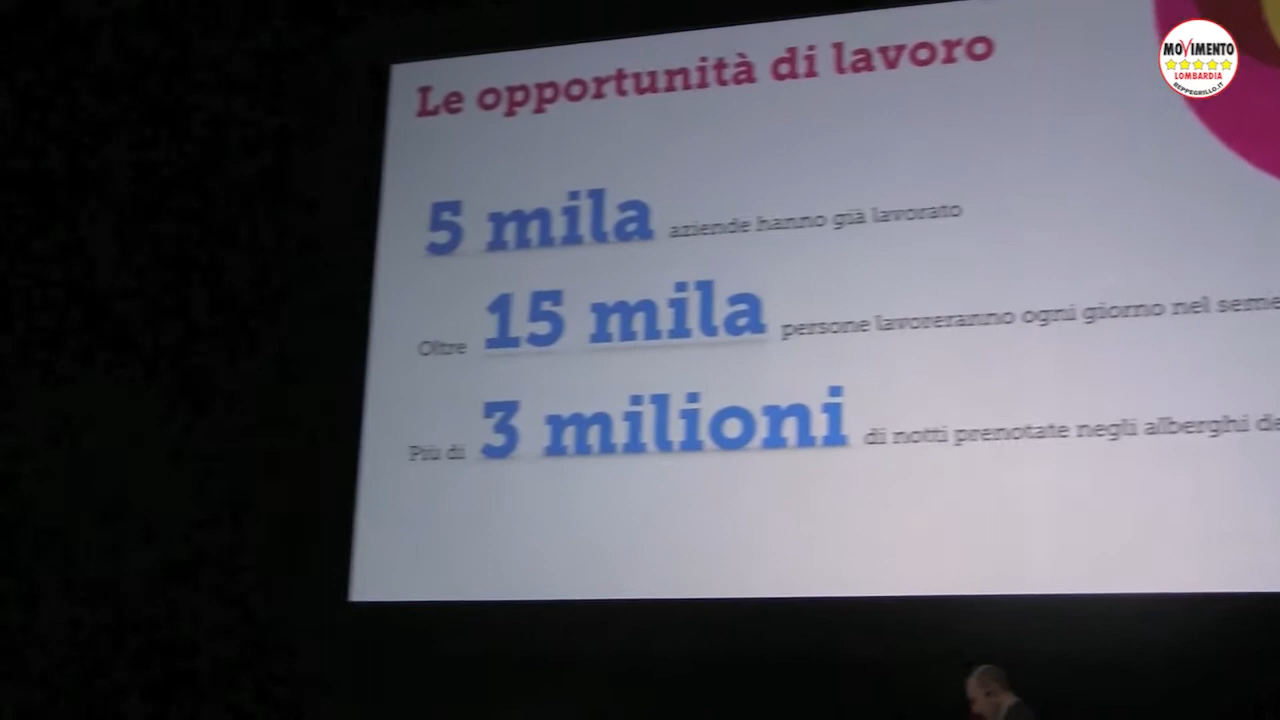 Le opportunità di lavoro
5 mila aziende hanno già lavorato
Oltre 15 mila persone lavoreranno ogni giorno nel
Più di 3 milioni di notti prenotate negli alberghi
MOVIMENTO
LOMBARDIA
BEPPEGRILLO.IT